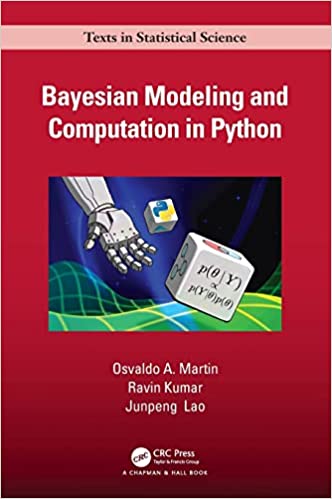 Texts in Statistical Science
Bayesian Modeling and
Computation in Python
p(θ | Y)
∝
p(Y|θ)p(θ)
Osvaldo A. Martin
Ravin Kumar
Junpeng Lao
CRC
CRC Press
Taylor & Francis Group
A CHAPMAN & HALL BOOK